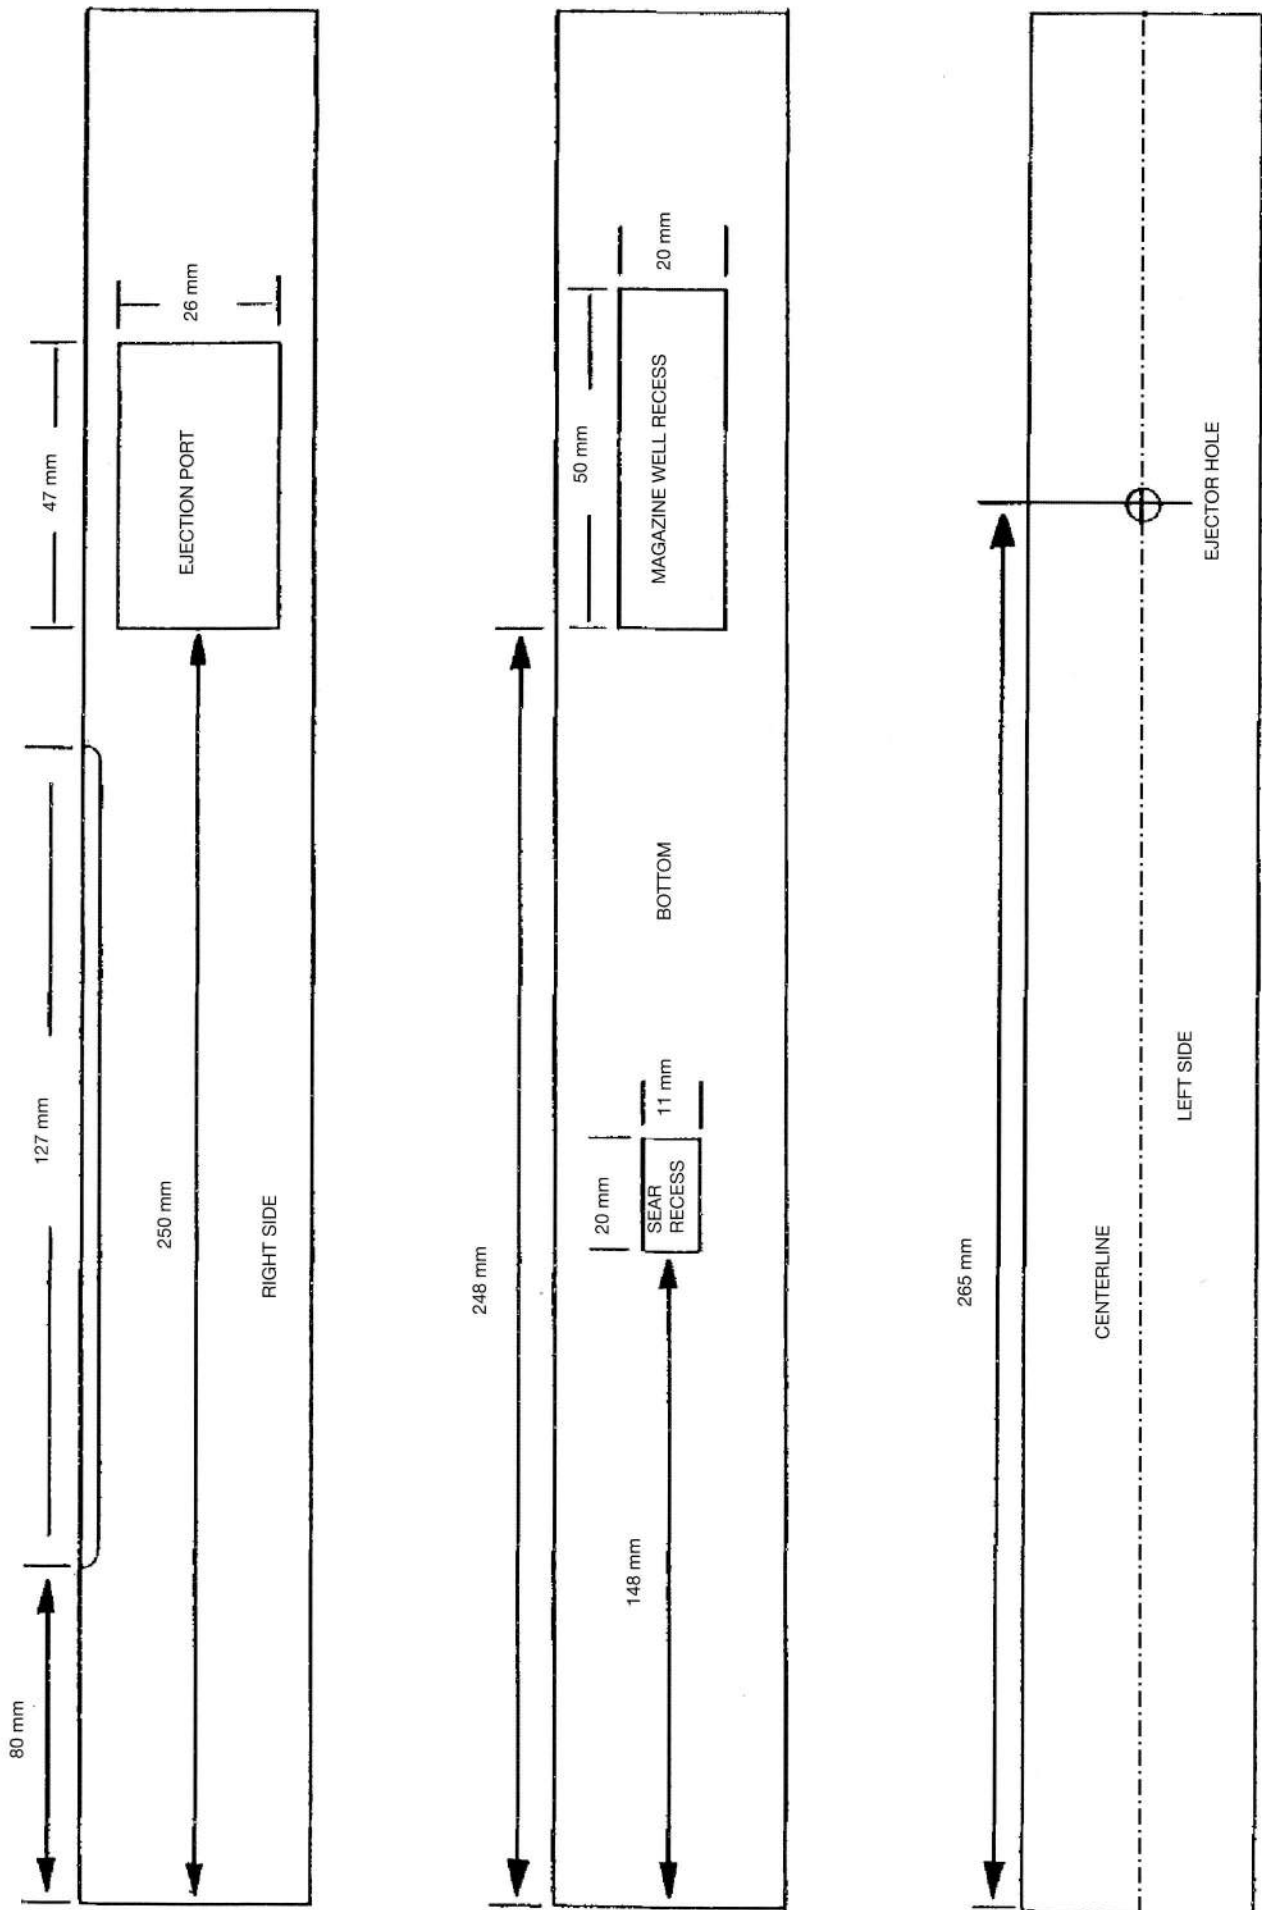 80 mm
127 mm
47 mm
250 mm
26 mm
EJECTION PORT
RIGHT SIDE
248 mm
50 mm
20 mm
MAGAZINE WELL RECESS
BOTTOM
20 mm
11 mm
SEAR
RECESS
148 mm
265 mm
CENTERLINE
LEFT SIDE
EJECTOR HOLE